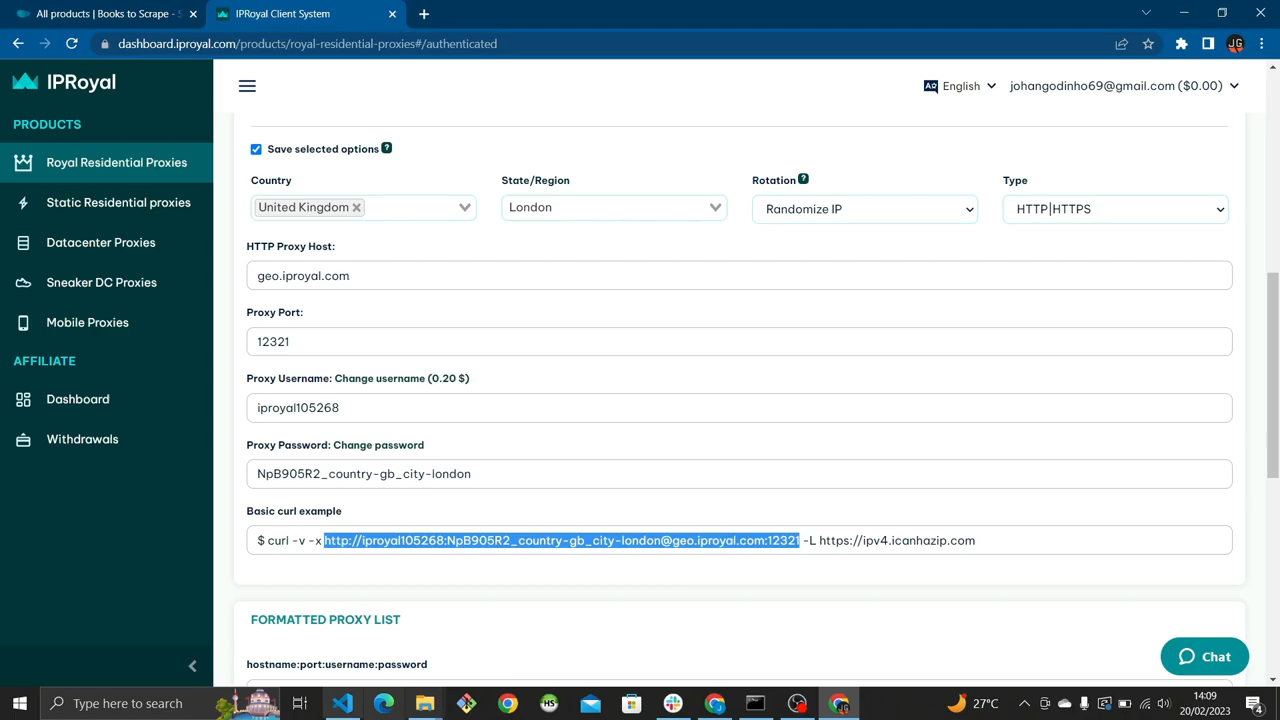 All products | Books to Scrape - S
IPRoyal Client System
dashboard.iproyal.com/products/royal-residential-proxies#/authenticated
JG
IPRoyal
English
johangodinho69@gmail.com ($0.00)
PRODUCTS
Royal Residential Proxies
Static Residential proxies
Datacenter Proxies
Sneaker DC Proxies
Mobile Proxies
AFFILIATE
Dashboard
Withdrawals
Save selected options ?
Country
State/Region
Rotation ?
Type
United Kingdom
London
Randomize IP
HTTP|HTTPS
HTTP Proxy Host:
geo.iproyal.com
Proxy Port:
12321
Proxy Username: Change username (0.20 $)
iproyal105268
Proxy Password: Change password
NpB905R2_country-gb_city-london
Basic curl example
$ curl -v -x http://iproyal105268:NpB905R2_country-gb_city-london@geo.iproyal.com:12321 -L https://ipv4.icanhazip.com
FORMATTED PROXY LIST
hostname:port:username:password
Chat
Type here to search
HS
27°C
14:09
20/02/2023